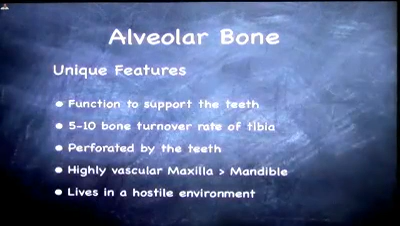 Alveolar Bone
Unique Features
• Function to support the teeth
• 5-10 bone turnover rate of tibia
• Perforated by the teeth
• Highly vascular Maxilla > Mandible
• Lives in a hostile environment